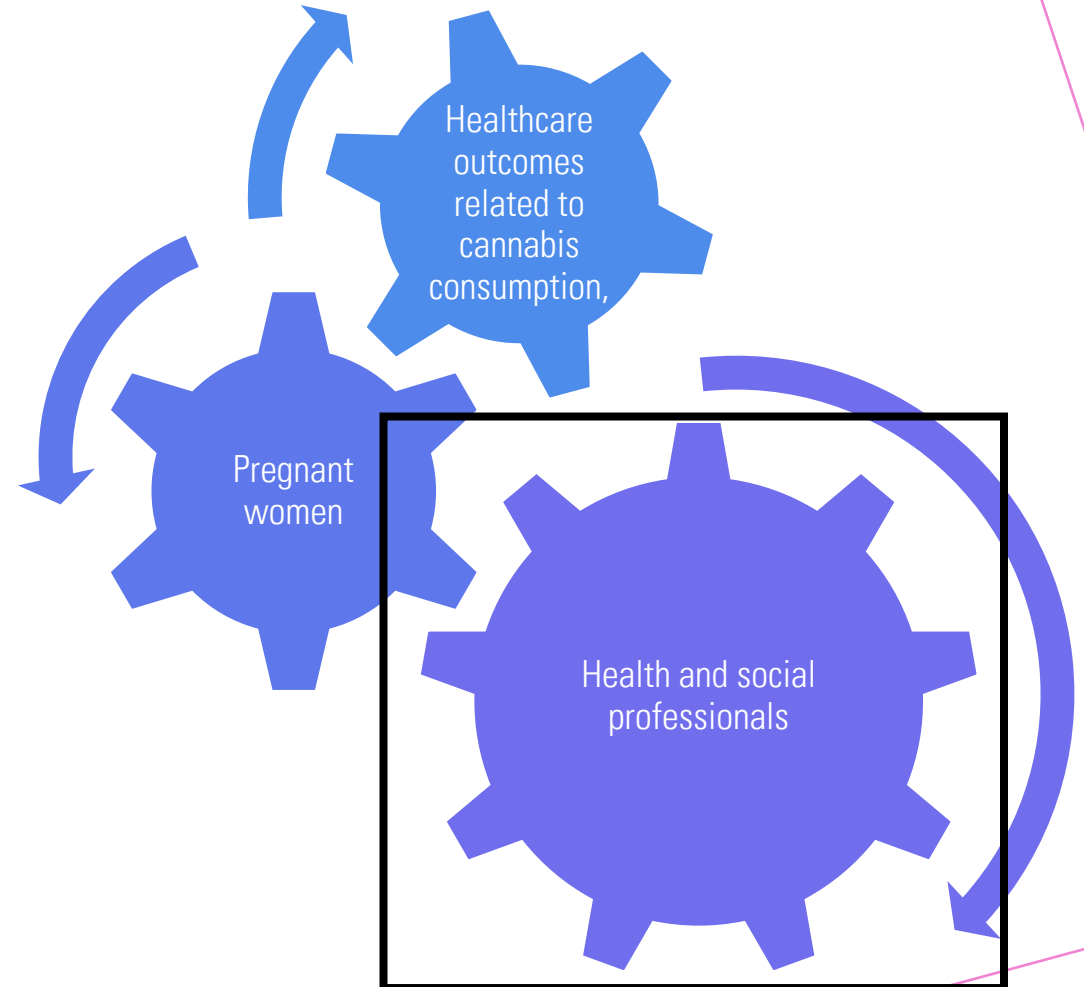 Healthcare
outcomes
related to
cannabis
consumption,
Pregnant
women
Health and social
professionals